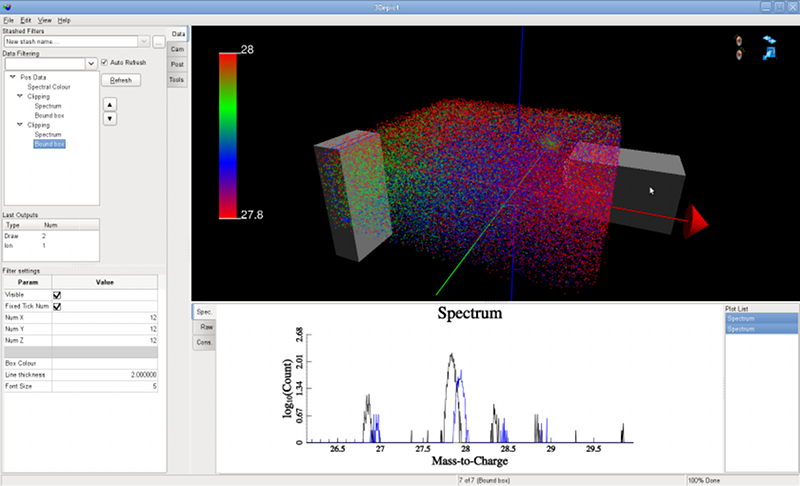 3Depict
File Edit View Help
Stashed Filters
New stash name ...
...
Data Filtering
Auto Refresh
Refresh
Pos Data
Spectral Colour
Clipping
Spectrum
Bound box
Clipping
Spectrum
Bound box
Last Outputs
Type Num
Draw 2
Ion 1
Filter settings
Param Value
Visible
Fixed Tick Num
Num X 12
Num Y 12
Num Z 12
Box Colour
Line thickness 2.000000
Font Size 5
Data
Cam
Post
Tools
28
27.8
Spec.
Raw
Cons.
Spectrum
log10(Count)
2.68
2.01
1.34
0.67
0
26.5 27 27.5 28 28.5 29 29.5
Mass-to-Charge
Plot List
Spectrum
Spectrum
7 of 7 (Bound box)
100% Done